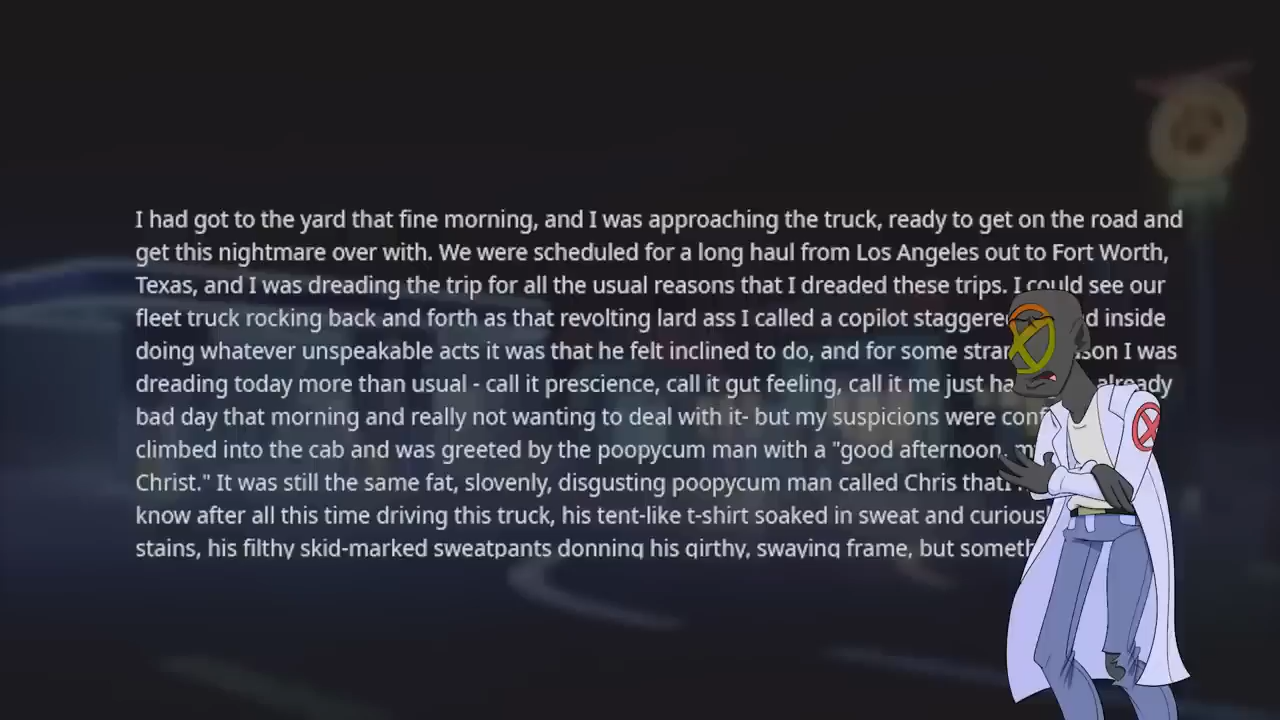 I had got to the yard that fine morning, and I was approaching the truck, ready to get on the road and
get this nightmare over with. We were scheduled for a long haul from Los Angeles out to Fort Worth,
Texas, and I was dreading the trip for all the usual reasons that I dreaded these trips. I could see our
fleet truck rocking back and forth as that revolting lard ass I called a copilot inside
doing whatever unspeakable acts it was that he felt inclined to do, and for some I was
dreading today more than usual - call it prescience, call it gut feeling, call it me just already
bad day that morning and really not wanting to deal with it- but my suspicions were
climbed into the cab and was greeted by the poopycum man with a "good afternoon,
Christ." It was still the same fat, slovenly, disgusting poopycum man called Chris that
know after all this time driving this truck, his tent-like t-shirt soaked in sweat and
stains, his filthy skid-marked sweatpants donning his girthy, swaying frame, but